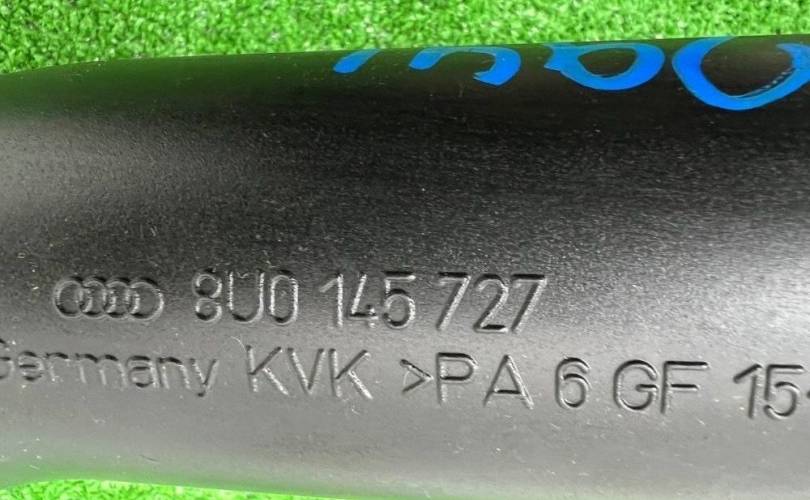 8U0 145 727
Germany KVK >PA 6 GF 15